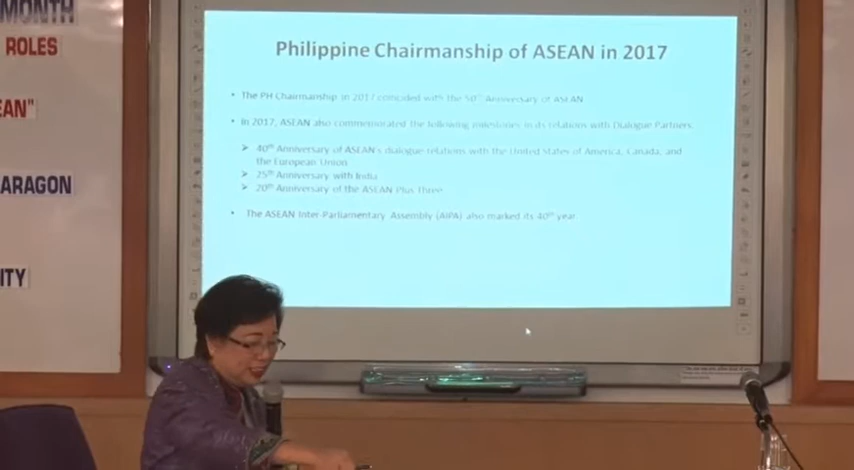 MONTH
ROLES
EAN"
ARAGON
ITY
Philippine Chairmanship of ASEAN in 2017
• The PH Chairmanship in 2017 coincided with the 50th Anniversary of ASEAN
• In 2017, ASEAN also commemorated the following milestones in its relations with Dialogue Partners
➢ 40th Anniversary of ASEAN's dialogue relations with the United States of America, Canada, and
the European Union
➢ 25th Anniversary with India
➢ 20th Anniversary of the ASEAN Plus Three
• The ASEAN Inter-Parliamentary Assembly (AIPA) also marked its 40th year